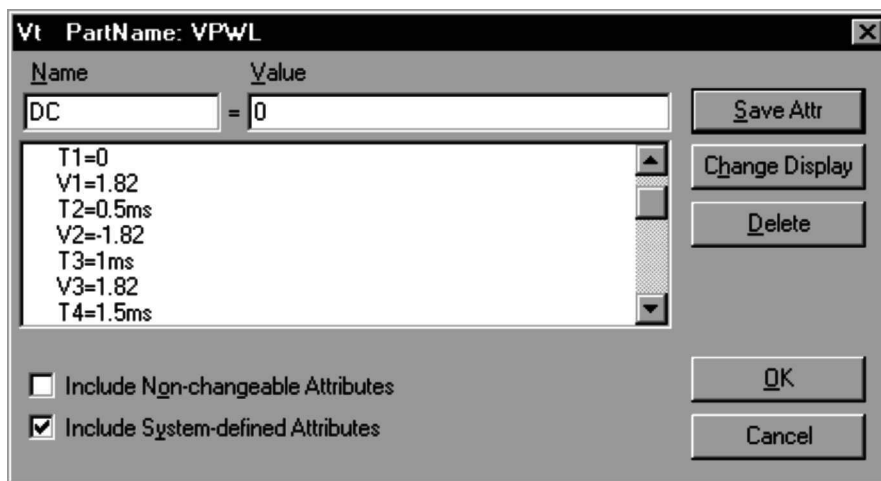 Vt PartName: VPWL
Name Value
DC = 0
T1=0
V1=1.82
T2=0.5ms
V2=-1.82
T3=1ms
V3=1.82
T4=1.5ms
Save Attr
Change Display
Delete
Include Non-changeable Attributes
Include System-defined Attributes
OK
Cancel